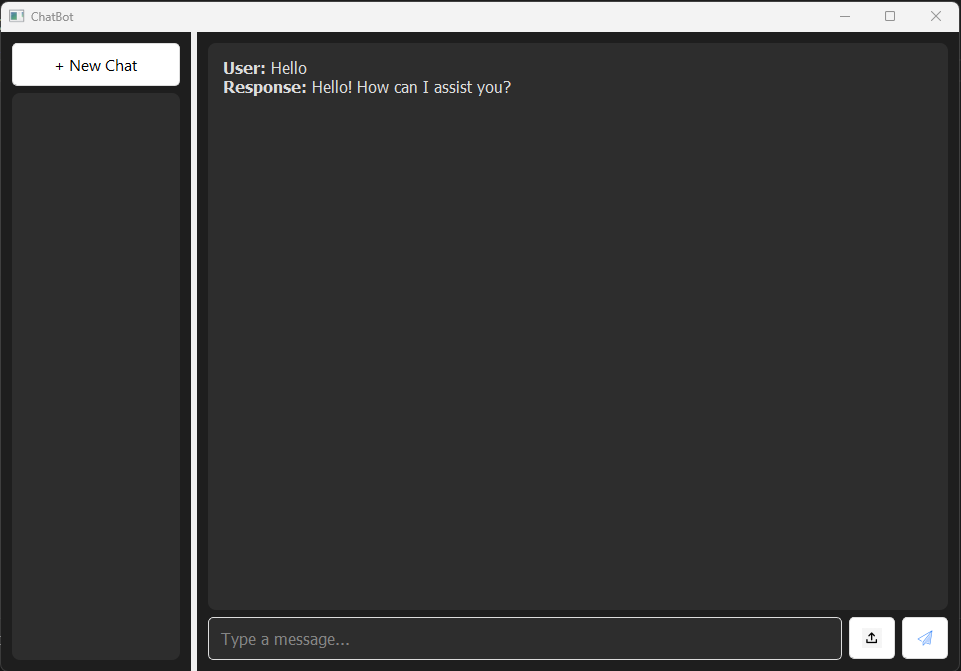 ChatBot
+ New Chat
User: Hello
Response: Hello! How can I assist you?
Type a message...